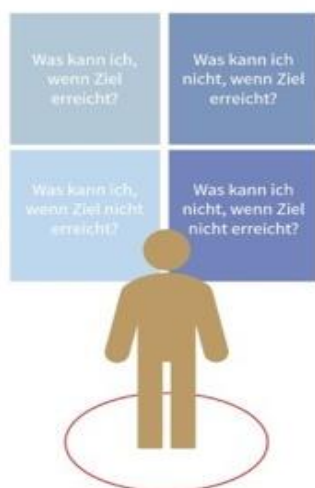 Was kann ich,
wenn Ziel
erreicht?
Was kann ich
nicht, wenn Ziel
erreicht?
Was kann ich,
wenn Ziel nicht
erreicht?
Was kann ich
nicht, wenn Ziel
nicht erreicht?